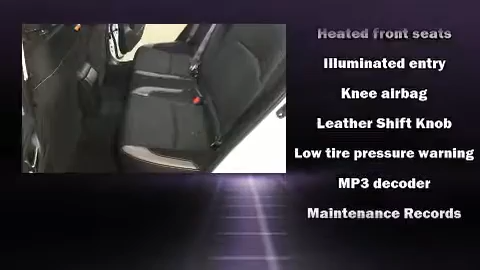 Heated front seats
Illuminated entry
Knee airbag
Leather Shift Knob
Low tire pressure warning
MP3 decoder
Maintenance Records